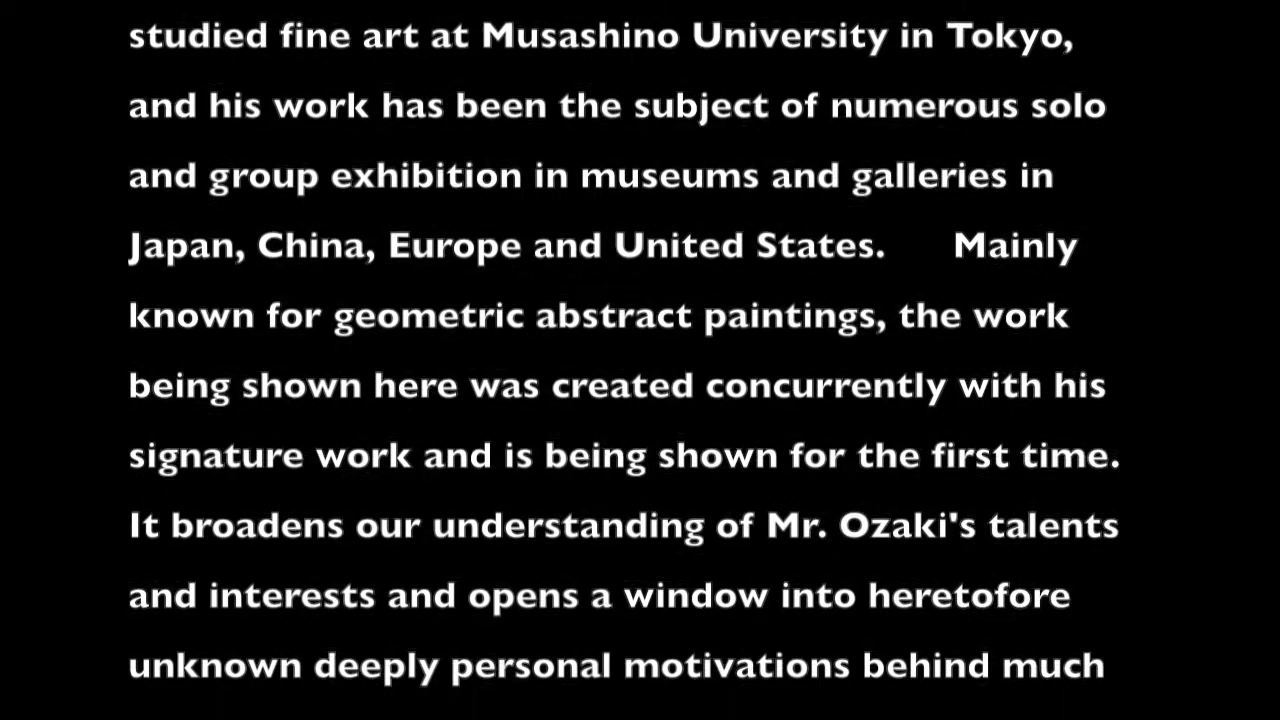 studied fine art at Musashino University in Tokyo,
and his work has been the subject of numerous solo
and group exhibition in museums and galleries in
Japan, China, Europe and United States. Mainly
known for geometric abstract paintings, the work
being shown here was created concurrently with his
signature work and is being shown for the first time.
It broadens our understanding of Mr. Ozaki's talents
and interests and opens a window into heretofore
unknown deeply personal motivations behind much